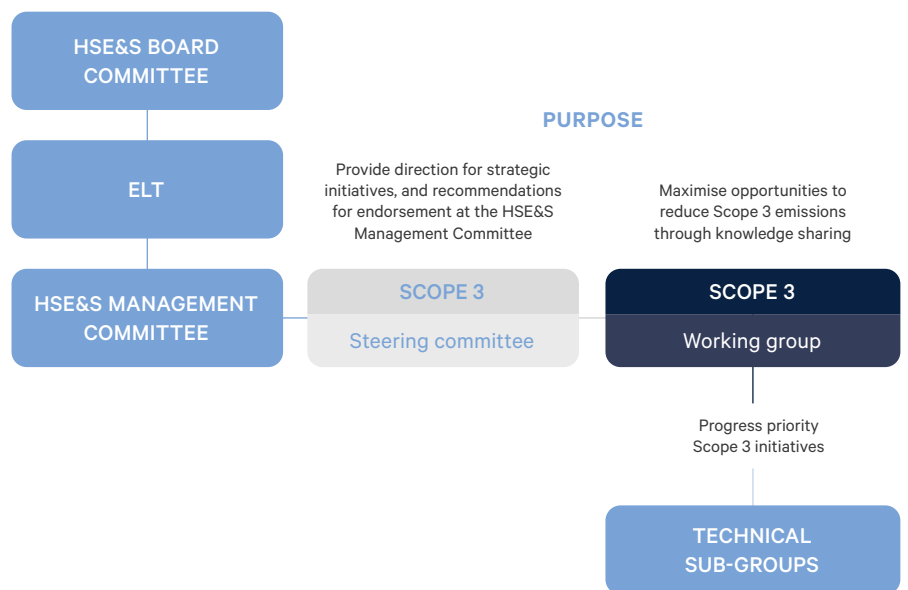 HSE&S BOARD
COMMITTEE
ELT
HSE&S MANAGEMENT
COMMITTEE
PURPOSE
Provide direction for strategic
initiatives, and recommendations
for endorsement at the HSE&S
Management Committee
SCOPE 3
Steering committee
Maximise opportunities to
reduce Scope 3 emissions
through knowledge sharing
SCOPE 3
Working group
Progress priority
Scope 3 initiatives
TECHNICAL
SUB-GROUPS